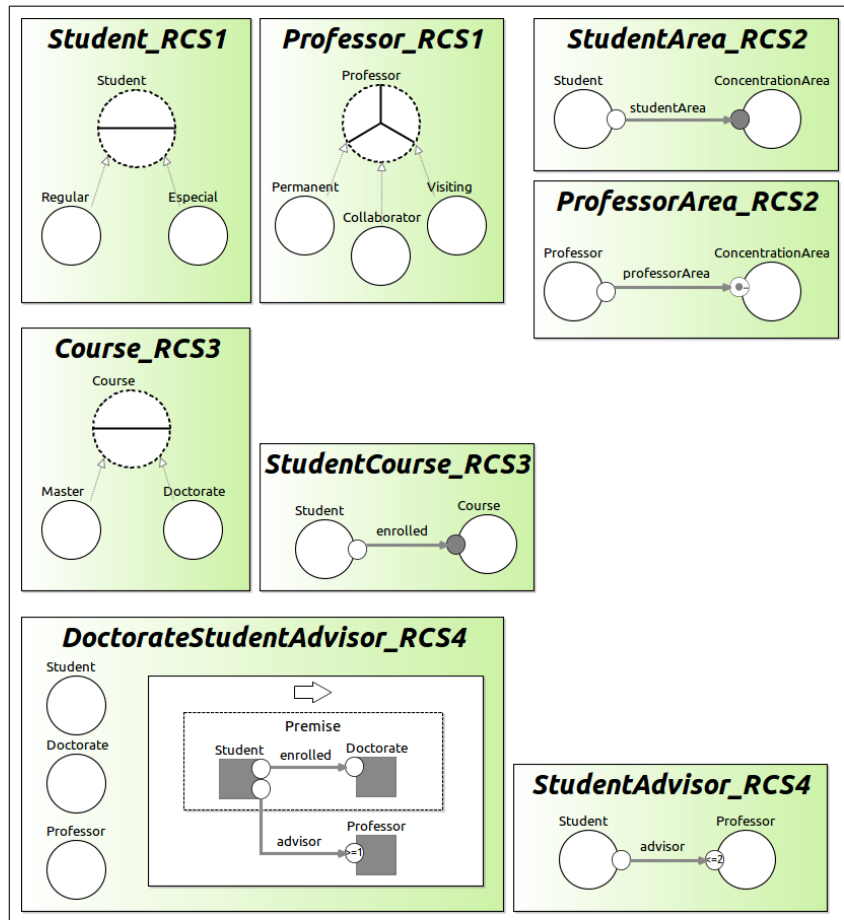 Student_RCS1
Student
Regular
Especial
Professor_RCS1
Professor
Permanent
Visiting
Collaborator
StudentArea_RCS2
Student
ConcentrationArea
studentArea
ProfessorArea_RCS2
Professor
ConcentrationArea
professorArea
Course_RCS3
Course
Master
Doctorate
StudentCourse_RCS3
Student
Course
enrolled
DoctorateStudentAdvisor_RCS4
Student
Doctorate
Professor
Premise
Student
enrolled
Doctorate
Professor
advisor
>=1
StudentAdvisor_RCS4
Student
Professor
advisor
<=2